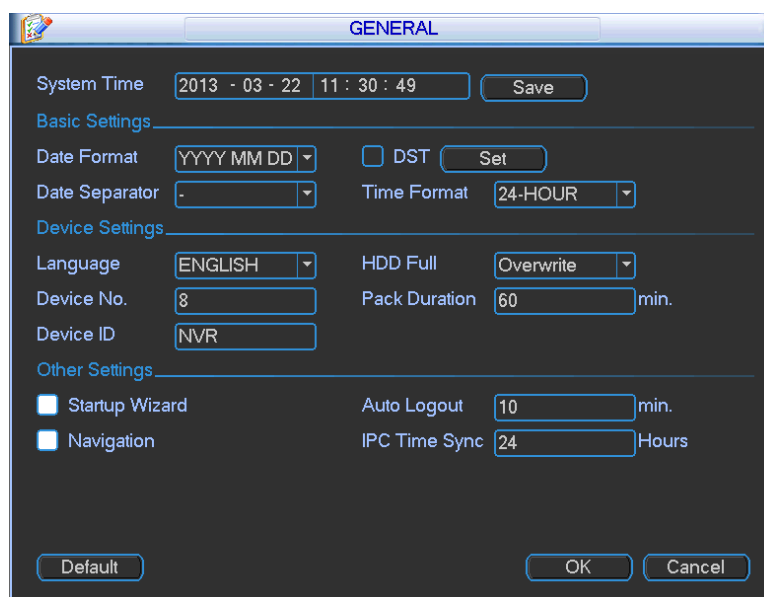 GENERAL
System Time 2013 - 03 - 22 11 : 30 : 49 Save
Basic Settings
Date Format YYYY MM DD DST Set
Date Separator - Time Format 24-HOUR
Device Settings
Language ENGLISH HDD Full Overwrite
Device No. 8 Pack Duration 60 min.
Device ID NVR
Other Settings
Startup Wizard Auto Logout 10 min.
Navigation IPC Time Sync 24 Hours
Default OK Cancel